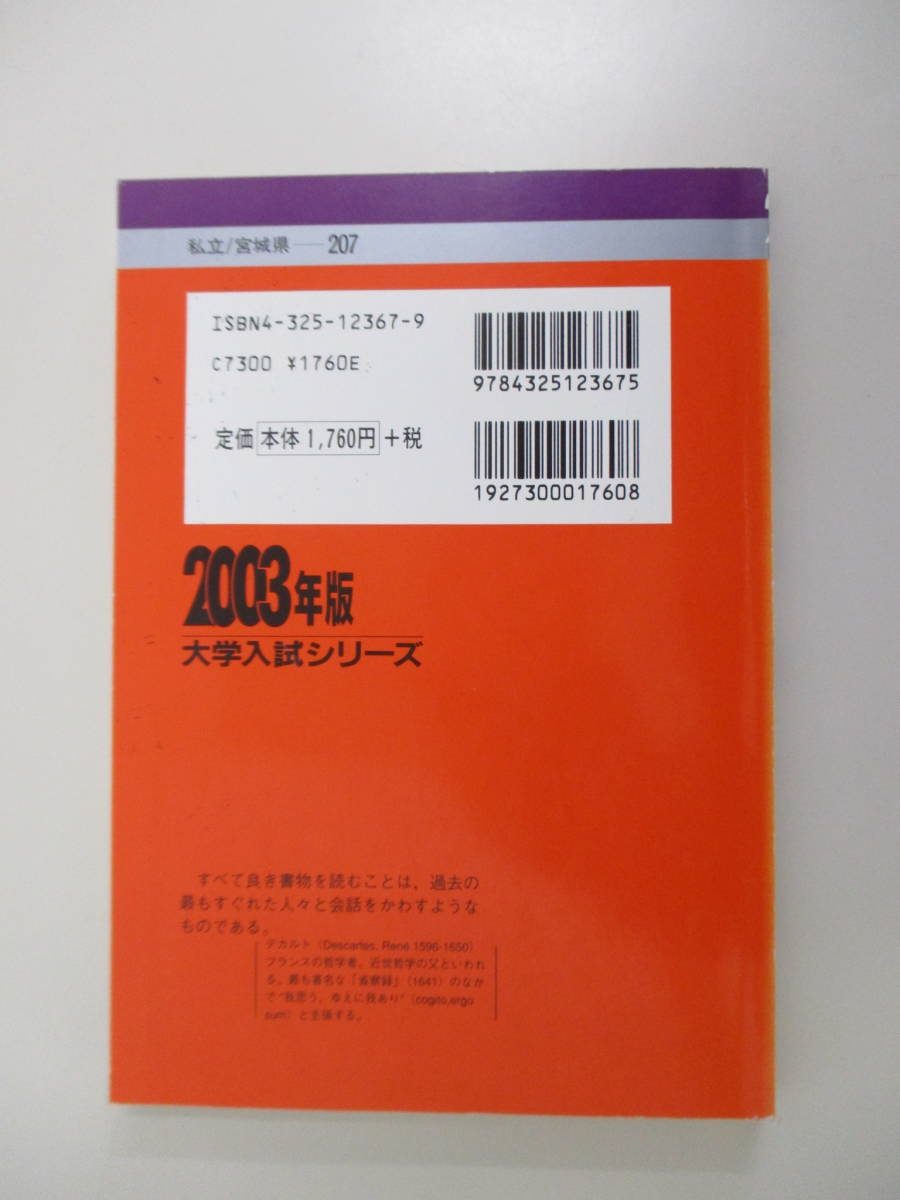 私立/宮城県──207
ISBN4-325-12367-9
C7300 ¥1760E
定価 本体 1,760円 +税
9784325123675
1927300017608
2003年版
大学入試シリーズ
すべて良き書物を読むことは、過去の
最もすぐれた人々と会話をかわすような
ものである。
デカルト (Descartes, René 1596-1650)
フランスの哲学者。近世哲学の父といわれ
る。最も著名な「省察録」(1641) のなか
で"我思う、ゆえに我あり" (cogito,ergo
sum) と主張する。